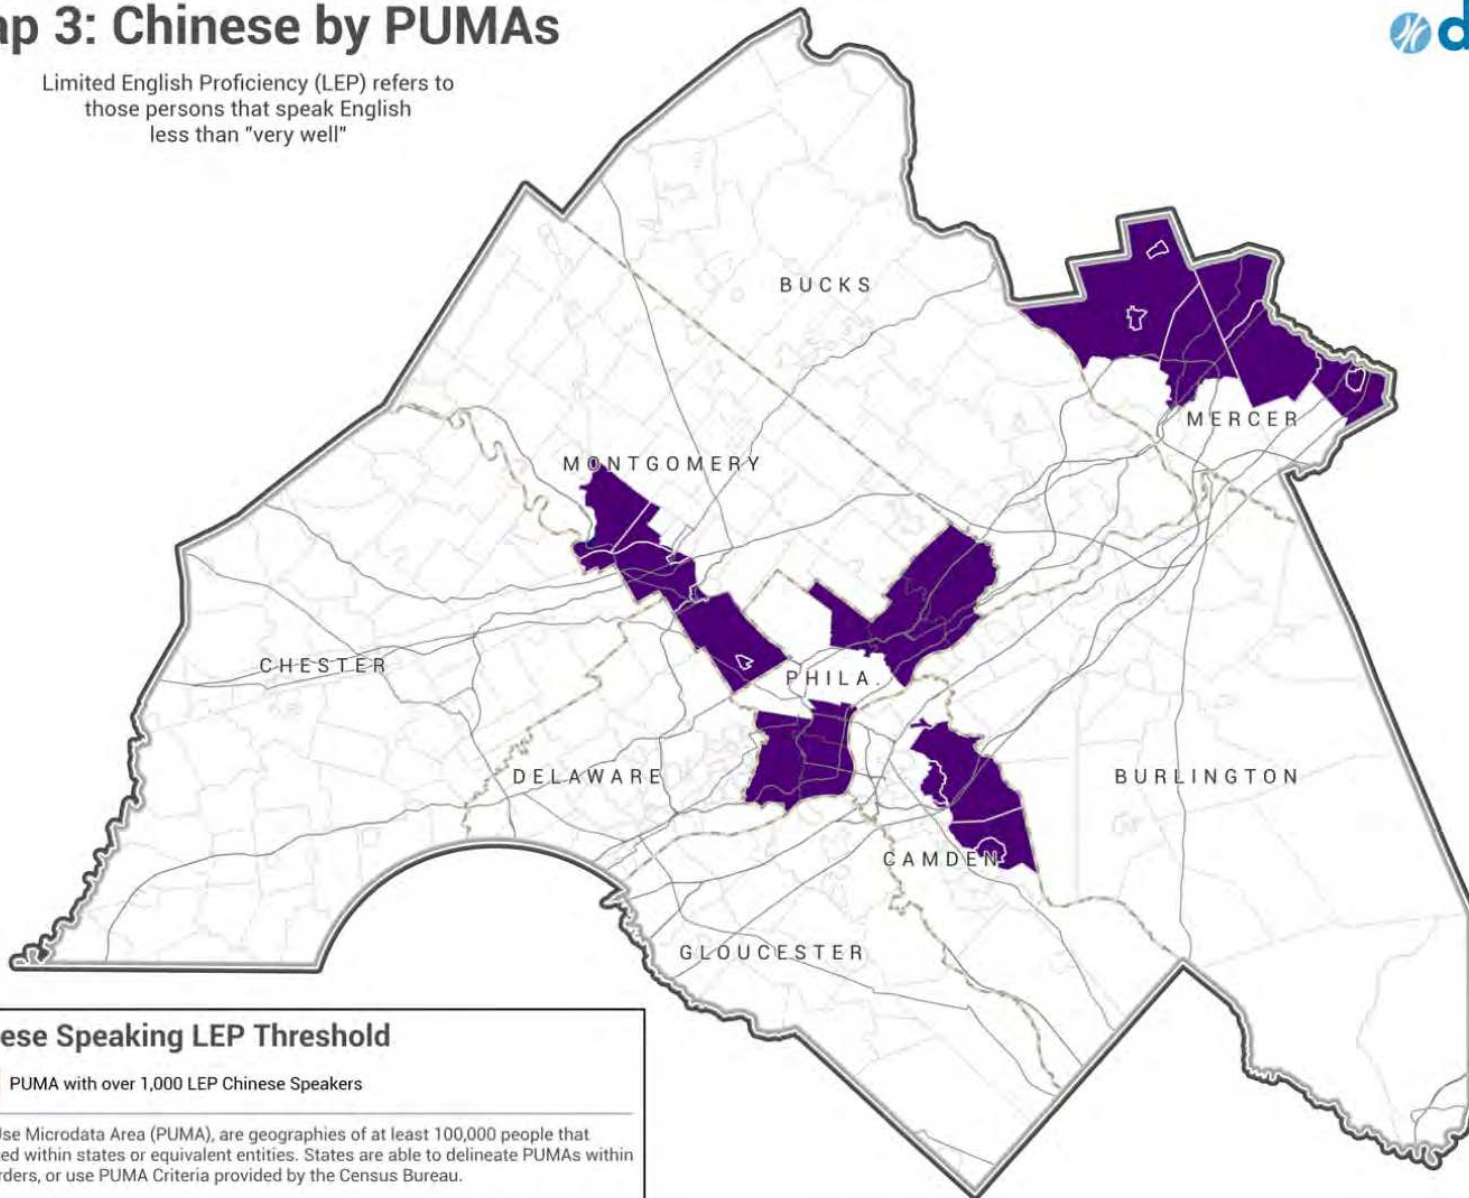 ap 3: Chinese by PUMAs
Limited English Proficiency (LEP) refers to
those persons that speak English
less than "very well"
d
BUCKS
MERCER
MONTGOMERY
CHESTER
PHILA.
DELAWARE
BURLINGTON
CAMDEN
GLOUCESTER
ese Speaking LEP Threshold
PUMA with over 1,000 LEP Chinese Speakers
Use Microdata Area (PUMA), are geographies of at least 100,000 people that
ed within states or equivalent entities. States are able to delineate PUMAs within
rders, or use PUMA Criteria provided by the Census Bureau.